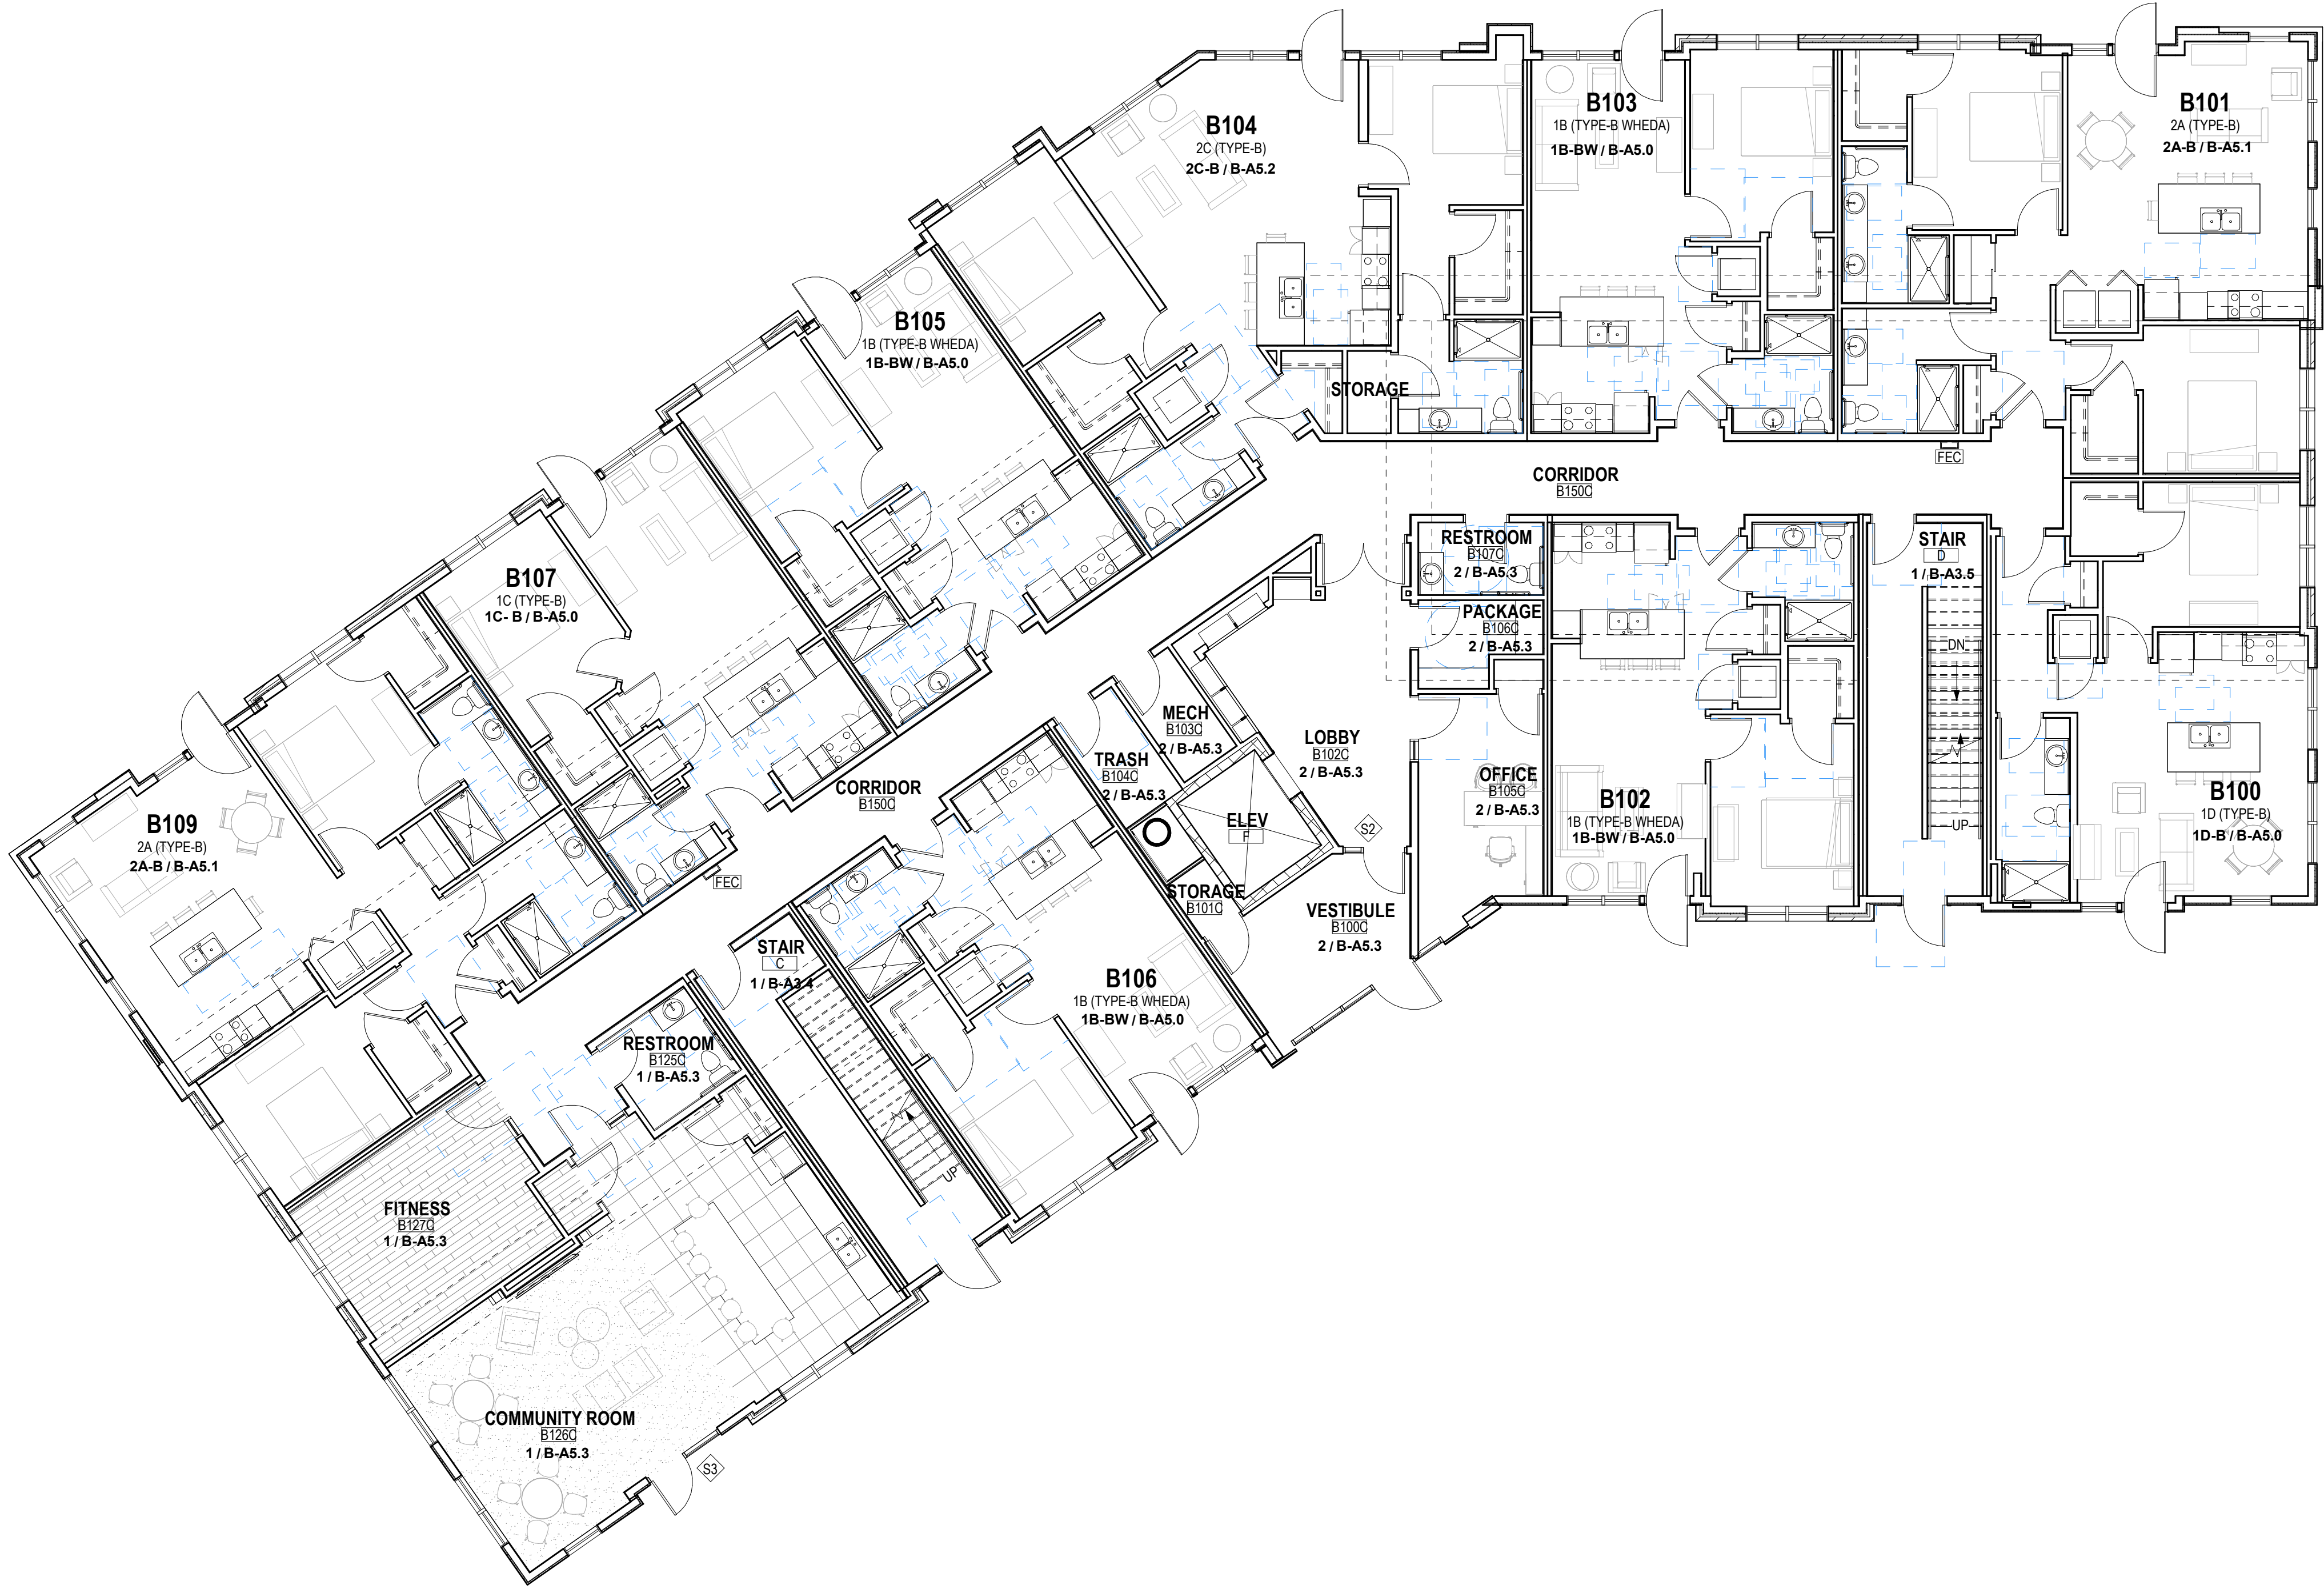 B104
2C (TYPE-B)
2C-B / B-A5.2
B103
1B (TYPE-B WHEDA)
1B-BW / B-A5.0
B101
2A (TYPE-B)
2A-B / B-A5.1
B105
1B (TYPE-B WHEDA)
1B-BW / B-A5.0
STORAGE
FEC
CORRIDOR
B150C
B107
1C (TYPE-B)
1C- B / B-A5.0
RESTROOM
B107C
2 / B-A5.3
STAIR
D
1 / B-A3.5
PACKAGE
B106C
2 / B-A5.3
DN
MECH
B103C
2 / B-A5.3
LOBBY
B102C
2 / B-A5.3
TRASH
B104C
2 / B-A5.3
OFFICE
B105C
2 / B-A5.3
CORRIDOR
B150C
B102
1B (TYPE-B WHEDA)
1B-BW / B-A5.0
B100
1D (TYPE-B)
1D-B / B-A5.0
UP
B109
2A (TYPE-B)
2A-B / B-A5.1
ELEV
F
S2
FEC
STORAGE
B101C
VESTIBULE
B100C
2 / B-A5.3
STAIR
C
1 / B-A3.4
B106
1B (TYPE-B WHEDA)
1B-BW / B-A5.0
RESTROOM
B125C
1 / B-A5.3
UP
FITNESS
B127C
1 / B-A5.3
COMMUNITY ROOM
B126C
1 / B-A5.3
S3